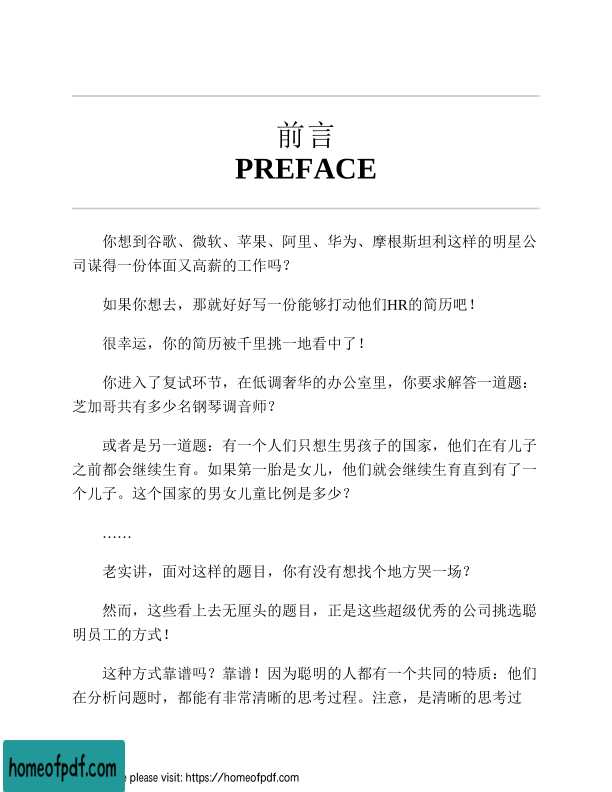 前言
PREFACE
你想到谷歌、微软、苹果、阿里、华为、摩根斯坦利这样的明星公
司谋得一份体面又高薪的工作吗？
如果你想去，那就好好写一份能够打动他们HR的简历吧！
很幸运，你的简历被千里挑一地看中了！
你进入了复试环节，在低调奢华的办公室里，你要求解答一道题：
芝加哥共有多少名钢琴调音师？
或者是另一道题：有一个人们只想生男孩子的国家，他们在有儿子
之前都会继续生育。如果第一胎是女儿，他们就会继续生育直到有了一
个儿子。这个国家的男女儿童比例是多少？
……
老实讲，面对这样的题目，你有没有想找个地方哭一场？
然而，这些看上去无厘头的题目，正是这些超级优秀的公司挑选聪
明员工的方式！
这种方式靠谱吗？靠谱！因为聪明的人都有一个共同的特质：他们
在分析问题时，都能有非常清晰的思考过程。注意，是清晰的思考过
homeofpdf.com
please visit: https://homeofpdf.com